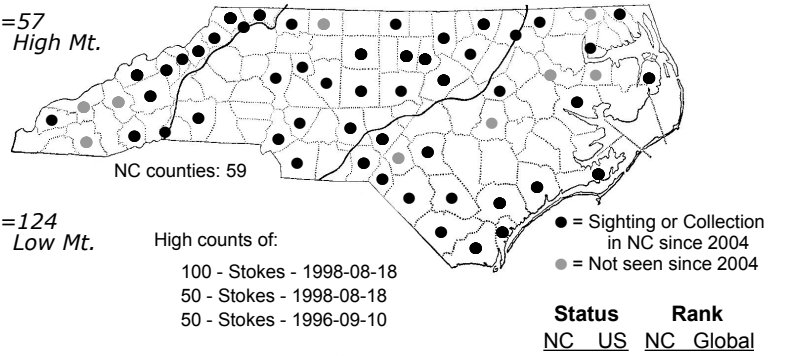 =57
High Mt.
NC counties: 59
=124
Low Mt.
High counts of:
100 - Stokes - 1998-08-18
50 - Stokes - 1998-08-18
50 - Stokes - 1996-09-10
● = Sighting or Collection
in NC since 2004
● = Not seen since 2004
Status Rank
NC US NC Global